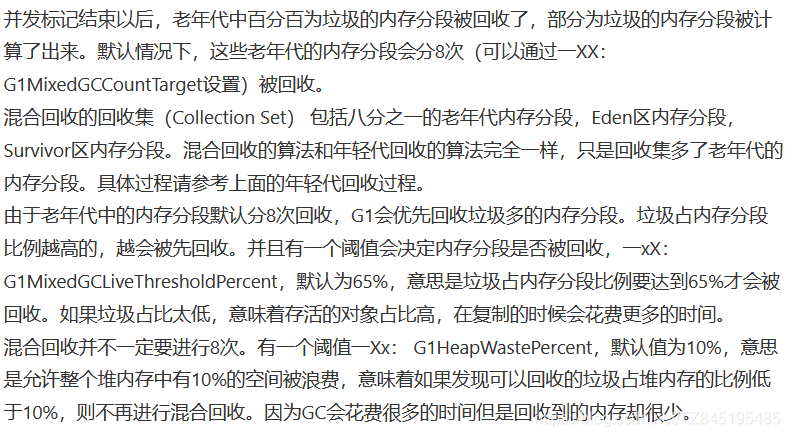 并发标记结束以后，老年代中百分百为垃圾的内存分段被回收了，部分为垃圾的内存分段被计
算了出来。默认情况下，这些老年代的内存分段会分8次（可以通过一XX：
G1MixedGCCountTarget设置）被回收。
混合回收的回收集（Collection Set） 包括八分之一的老年代内存分段，Eden区内存分段，
Survivor区内存分段。混合回收的算法和年轻代回收的算法完全一样，只是回收集多了老年代的
内存分段。具体过程请参考上面的年轻代回收过程。
由于老年代中的内存分段默认分8次回收，G1会优先回收垃圾多的内存分段。垃圾占内存分段
比例越高的，越会被先回收。并且有一个阈值会决定内存分段是否被回收，一xX：
G1MixedGCLiveThresholdPercent，默认为65%，意思是垃圾占内存分段比例要达到65%才会被
回收。如果垃圾占比太低，意味着存活的对象占比高，在复制的时候会花费更多的时间。
混合回收并不一定要进行8次。有一个阈值一Xx： G1HeapWastePercent，默认值为10%，意思
是允许整个堆内存中有10%的空间被浪费，意味着如果发现可以回收的垃圾占堆内存的比例低
于10%，则不再进行混合回收。因为GC会花费很多的时间但是回收到的内存却很少。